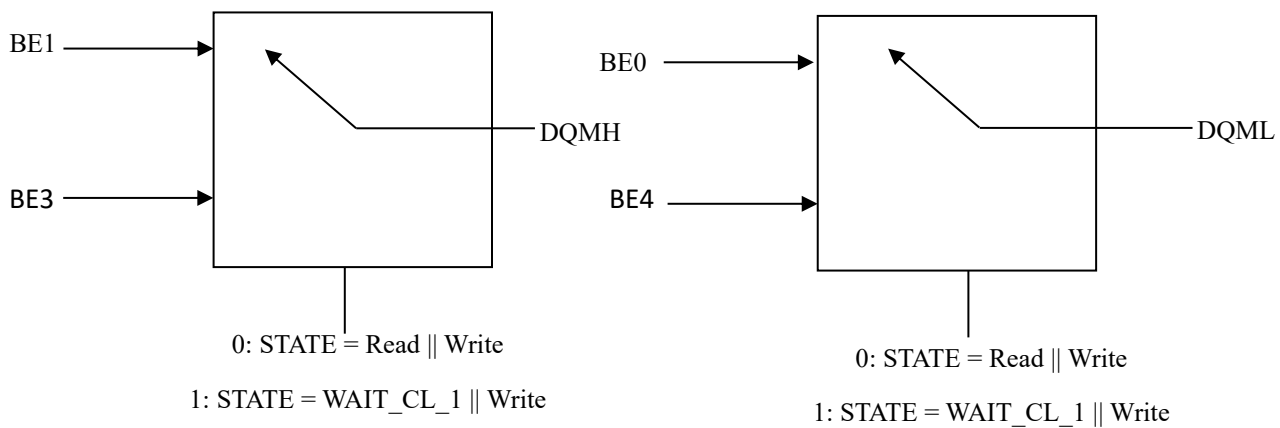 BE1
BE3
DQMH
0: STATE = Read || Write
1: STATE = WAIT_CL_1 || Write
BE0
BE4
DQML
0: STATE = Read || Write
1: STATE = WAIT_CL_1 || Write